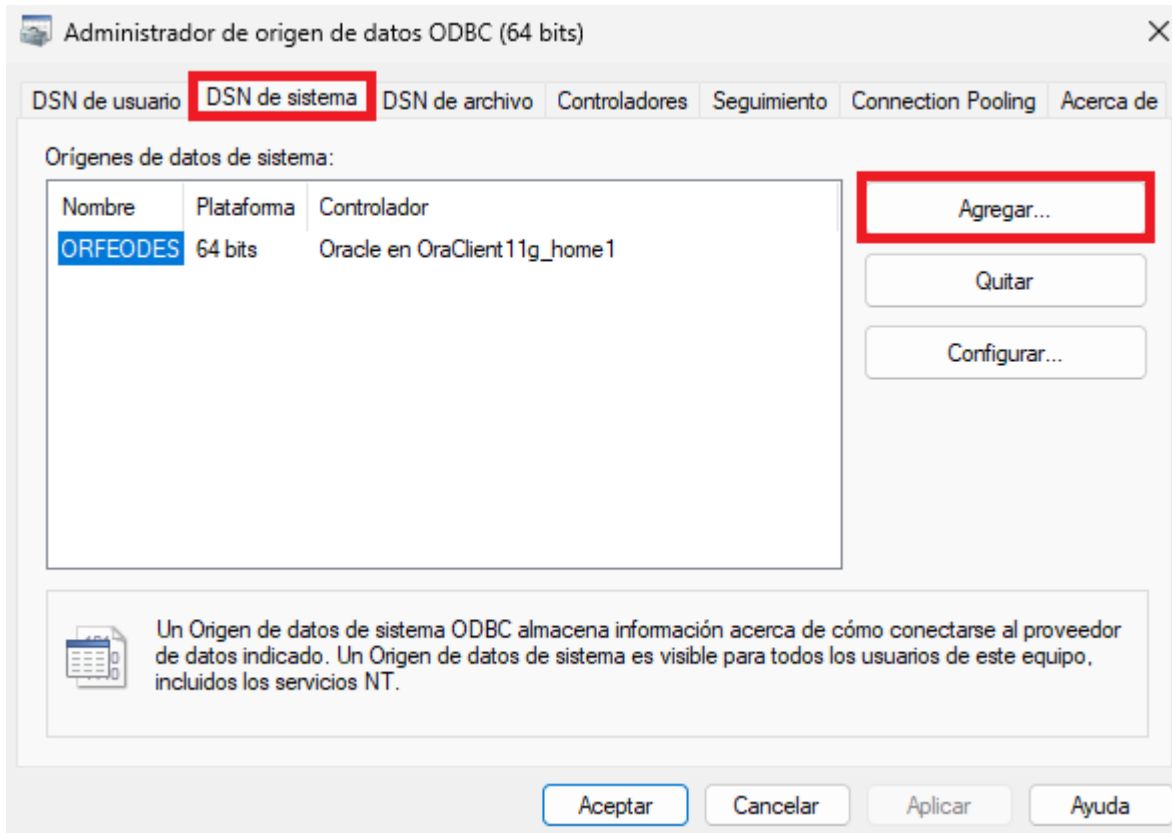 Administrador de origen de datos ODBC (64 bits)
DSN de usuario DSN de sistema DSN de archivo Controladores Seguimiento Connection Pooling Acerca de
Orígenes de datos de sistema:
Nombre Plataforma Controlador
ORFEODES 64 bits Oracle en OraClient11g_home1
Agregar...
Quitar
Configurar...
Un Origen de datos de sistema ODBC almacena información acerca de cómo conectarse al proveedor
de datos indicado. Un Origen de datos de sistema es visible para todos los usuarios de este equipo,
incluidos los servicios NT.
Aceptar Cancelar Aplicar Ayuda